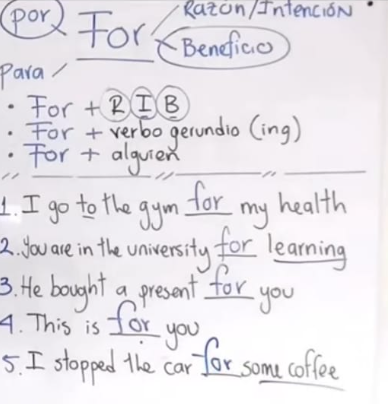 por For Razón/Intención
Beneficio
Para /
• For + R I B
• For + verbo gerundio (ing)
• For + alguien
1. I go to the gym for my health
2. You are in the university for learning
3. He bought a present for you
4. This is for you
5. I stopped the car for some coffee